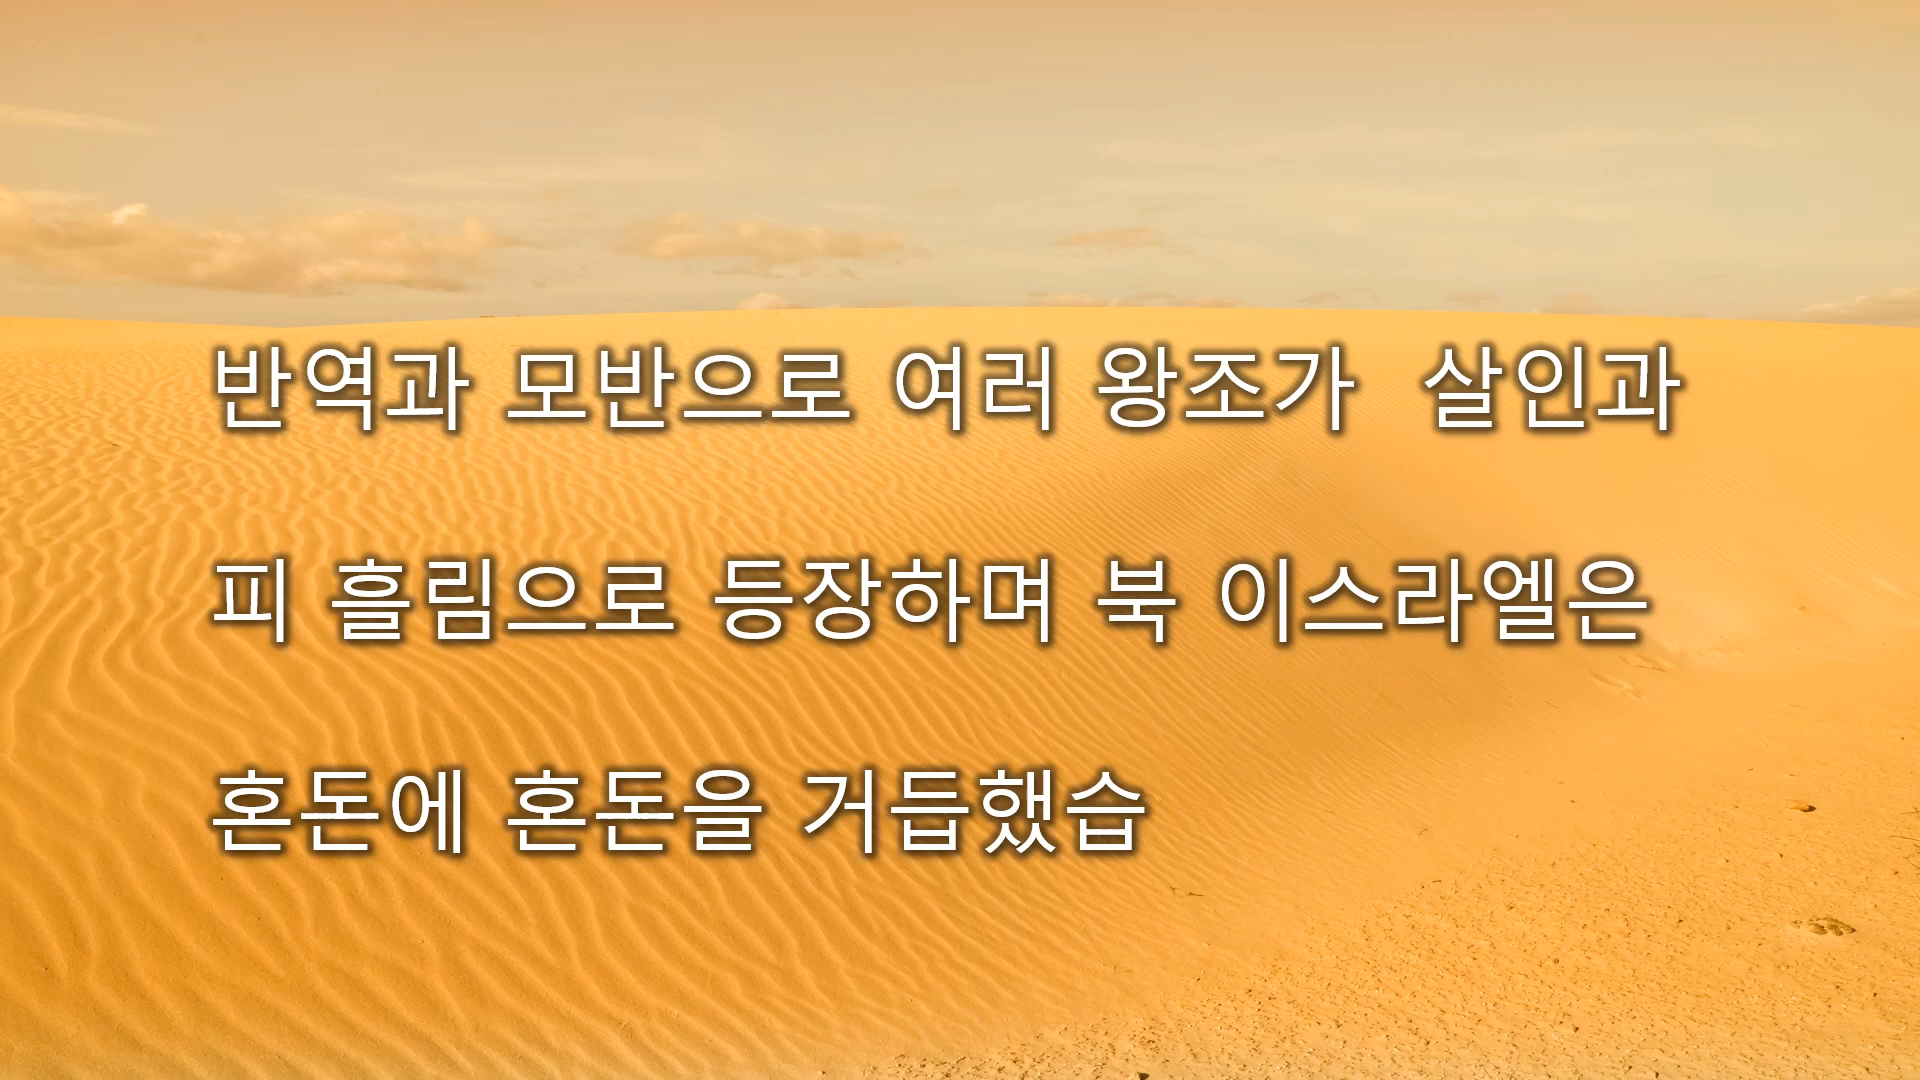 반역과 모반으로 여러 왕조가  살인과
피 흘림으로 등장하며 북 이스라엘은
혼돈에 혼돈을 거듭했습